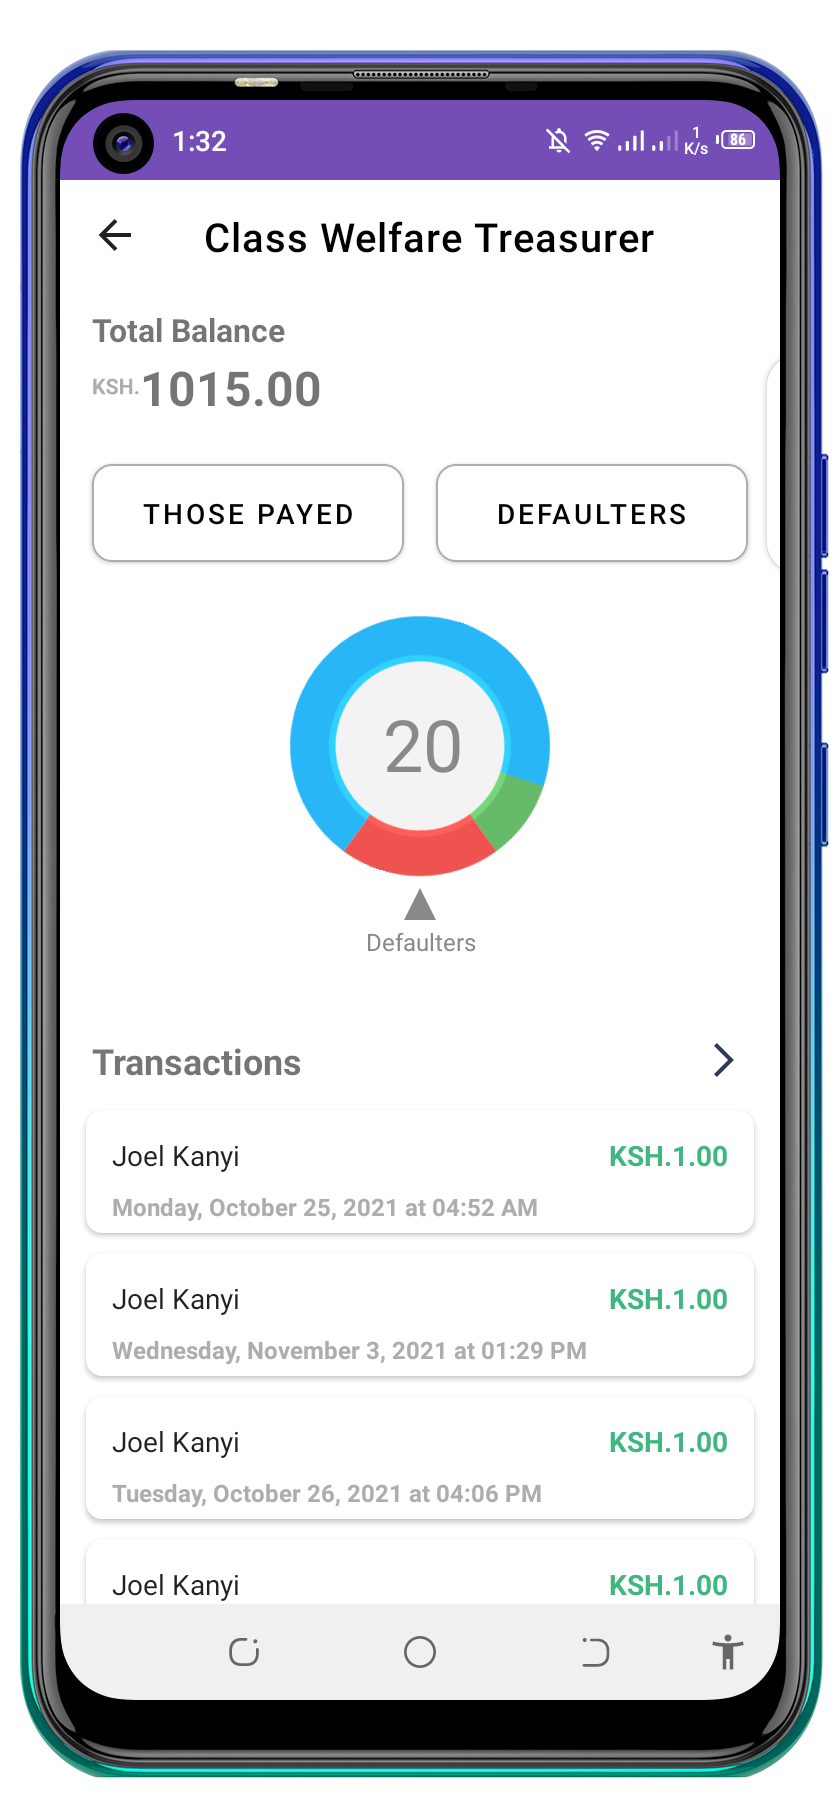 1:32
1
K/s
86
Class Welfare Treasurer
Total Balance
KSH.1015.00
THOSE PAYED DEFAULTERS
20
Defaulters
Transactions
Joel Kanyi KSH.1.00
Monday, October 25, 2021 at 04:52 AM
Joel Kanyi KSH.1.00
Wednesday, November 3, 2021 at 01:29 PM
Joel Kanyi KSH.1.00
Tuesday, October 26, 2021 at 04:06 PM
Joel Kanyi KSH.1.00